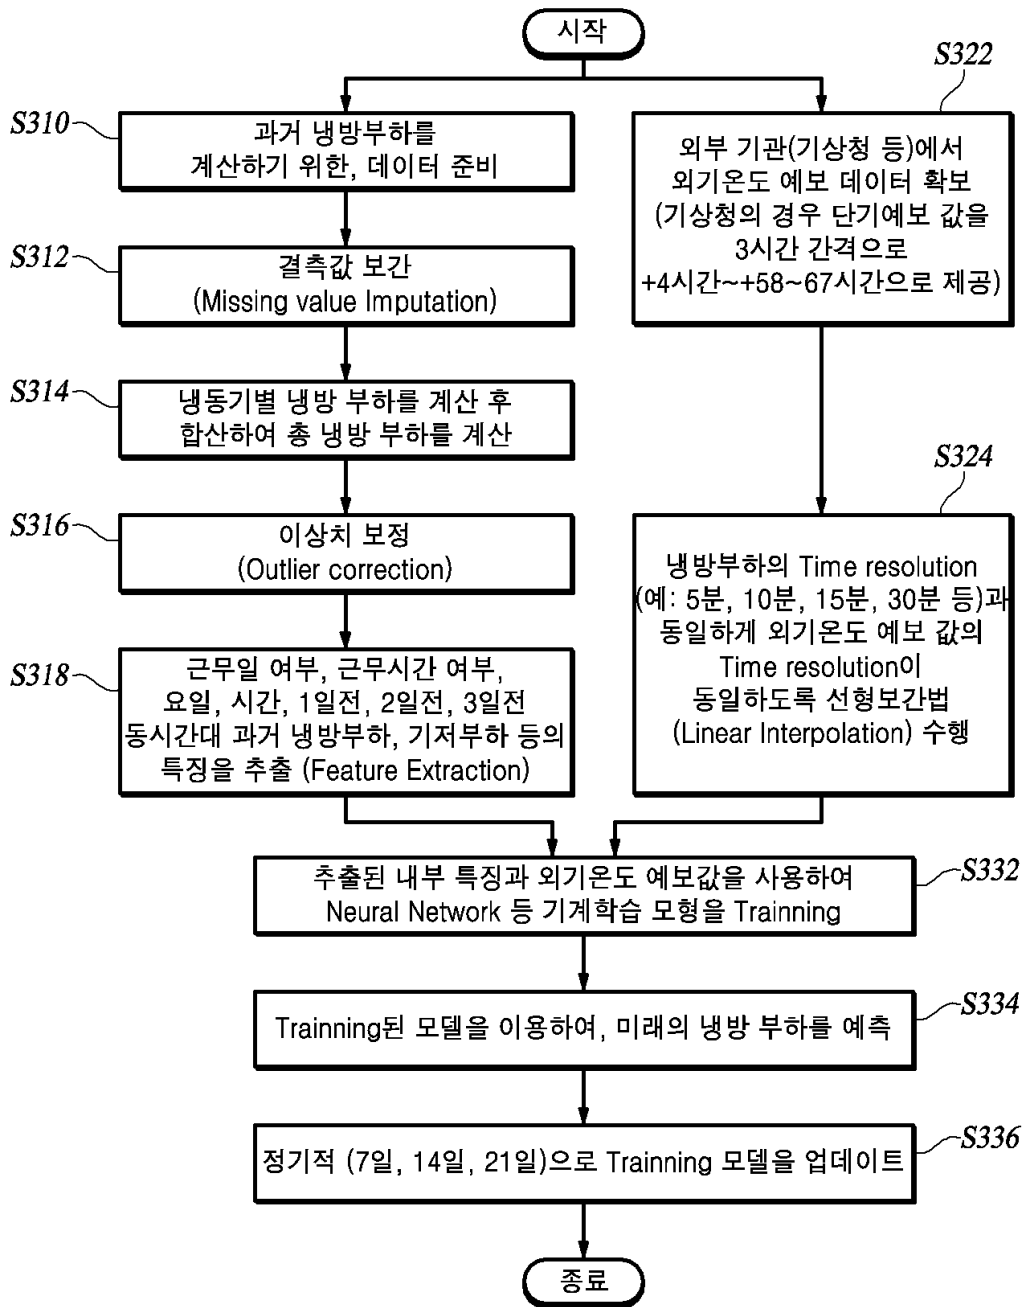 시작
S310
과거 냉방부하를
계산하기 위한, 데이터 준비
S312
결측값 보간
(Missing value Imputation)
S314
냉동기별 냉방 부하를 계산 후
합산하여 총 냉방 부하를 계산
S316
이상치 보정
(Outlier correction)
S318
근무일 여부, 근무시간 여부,
요일, 시간, 1일전, 2일전, 3일전
동시간대 과거 냉방부하, 기저부하 등의
특징을 추출 (Feature Extraction)
S322
외부 기관(기상청 등)에서
외기온도 예보 데이터 확보
(기상청의 경우 단기예보 값을
3시간 간격으로
+4시간~+58~67시간으로 제공)
S324
냉방부하의 Time resolution
(예: 5분, 10분, 15분, 30분 등)과
동일하게 외기온도 예보 값의
Time resolution이
동일하도록 선형보간법
(Linear Interpolation) 수행
S332
추출된 내부 특징과 외기온도 예보값을 사용하여
Neural Network 등 기계학습 모형을 Trainning
S334
Trainning된 모델을 이용하여, 미래의 냉방 부하를 예측
S336
정기적 (7일, 14일, 21일)으로 Trainning 모델을 업데이트
종료